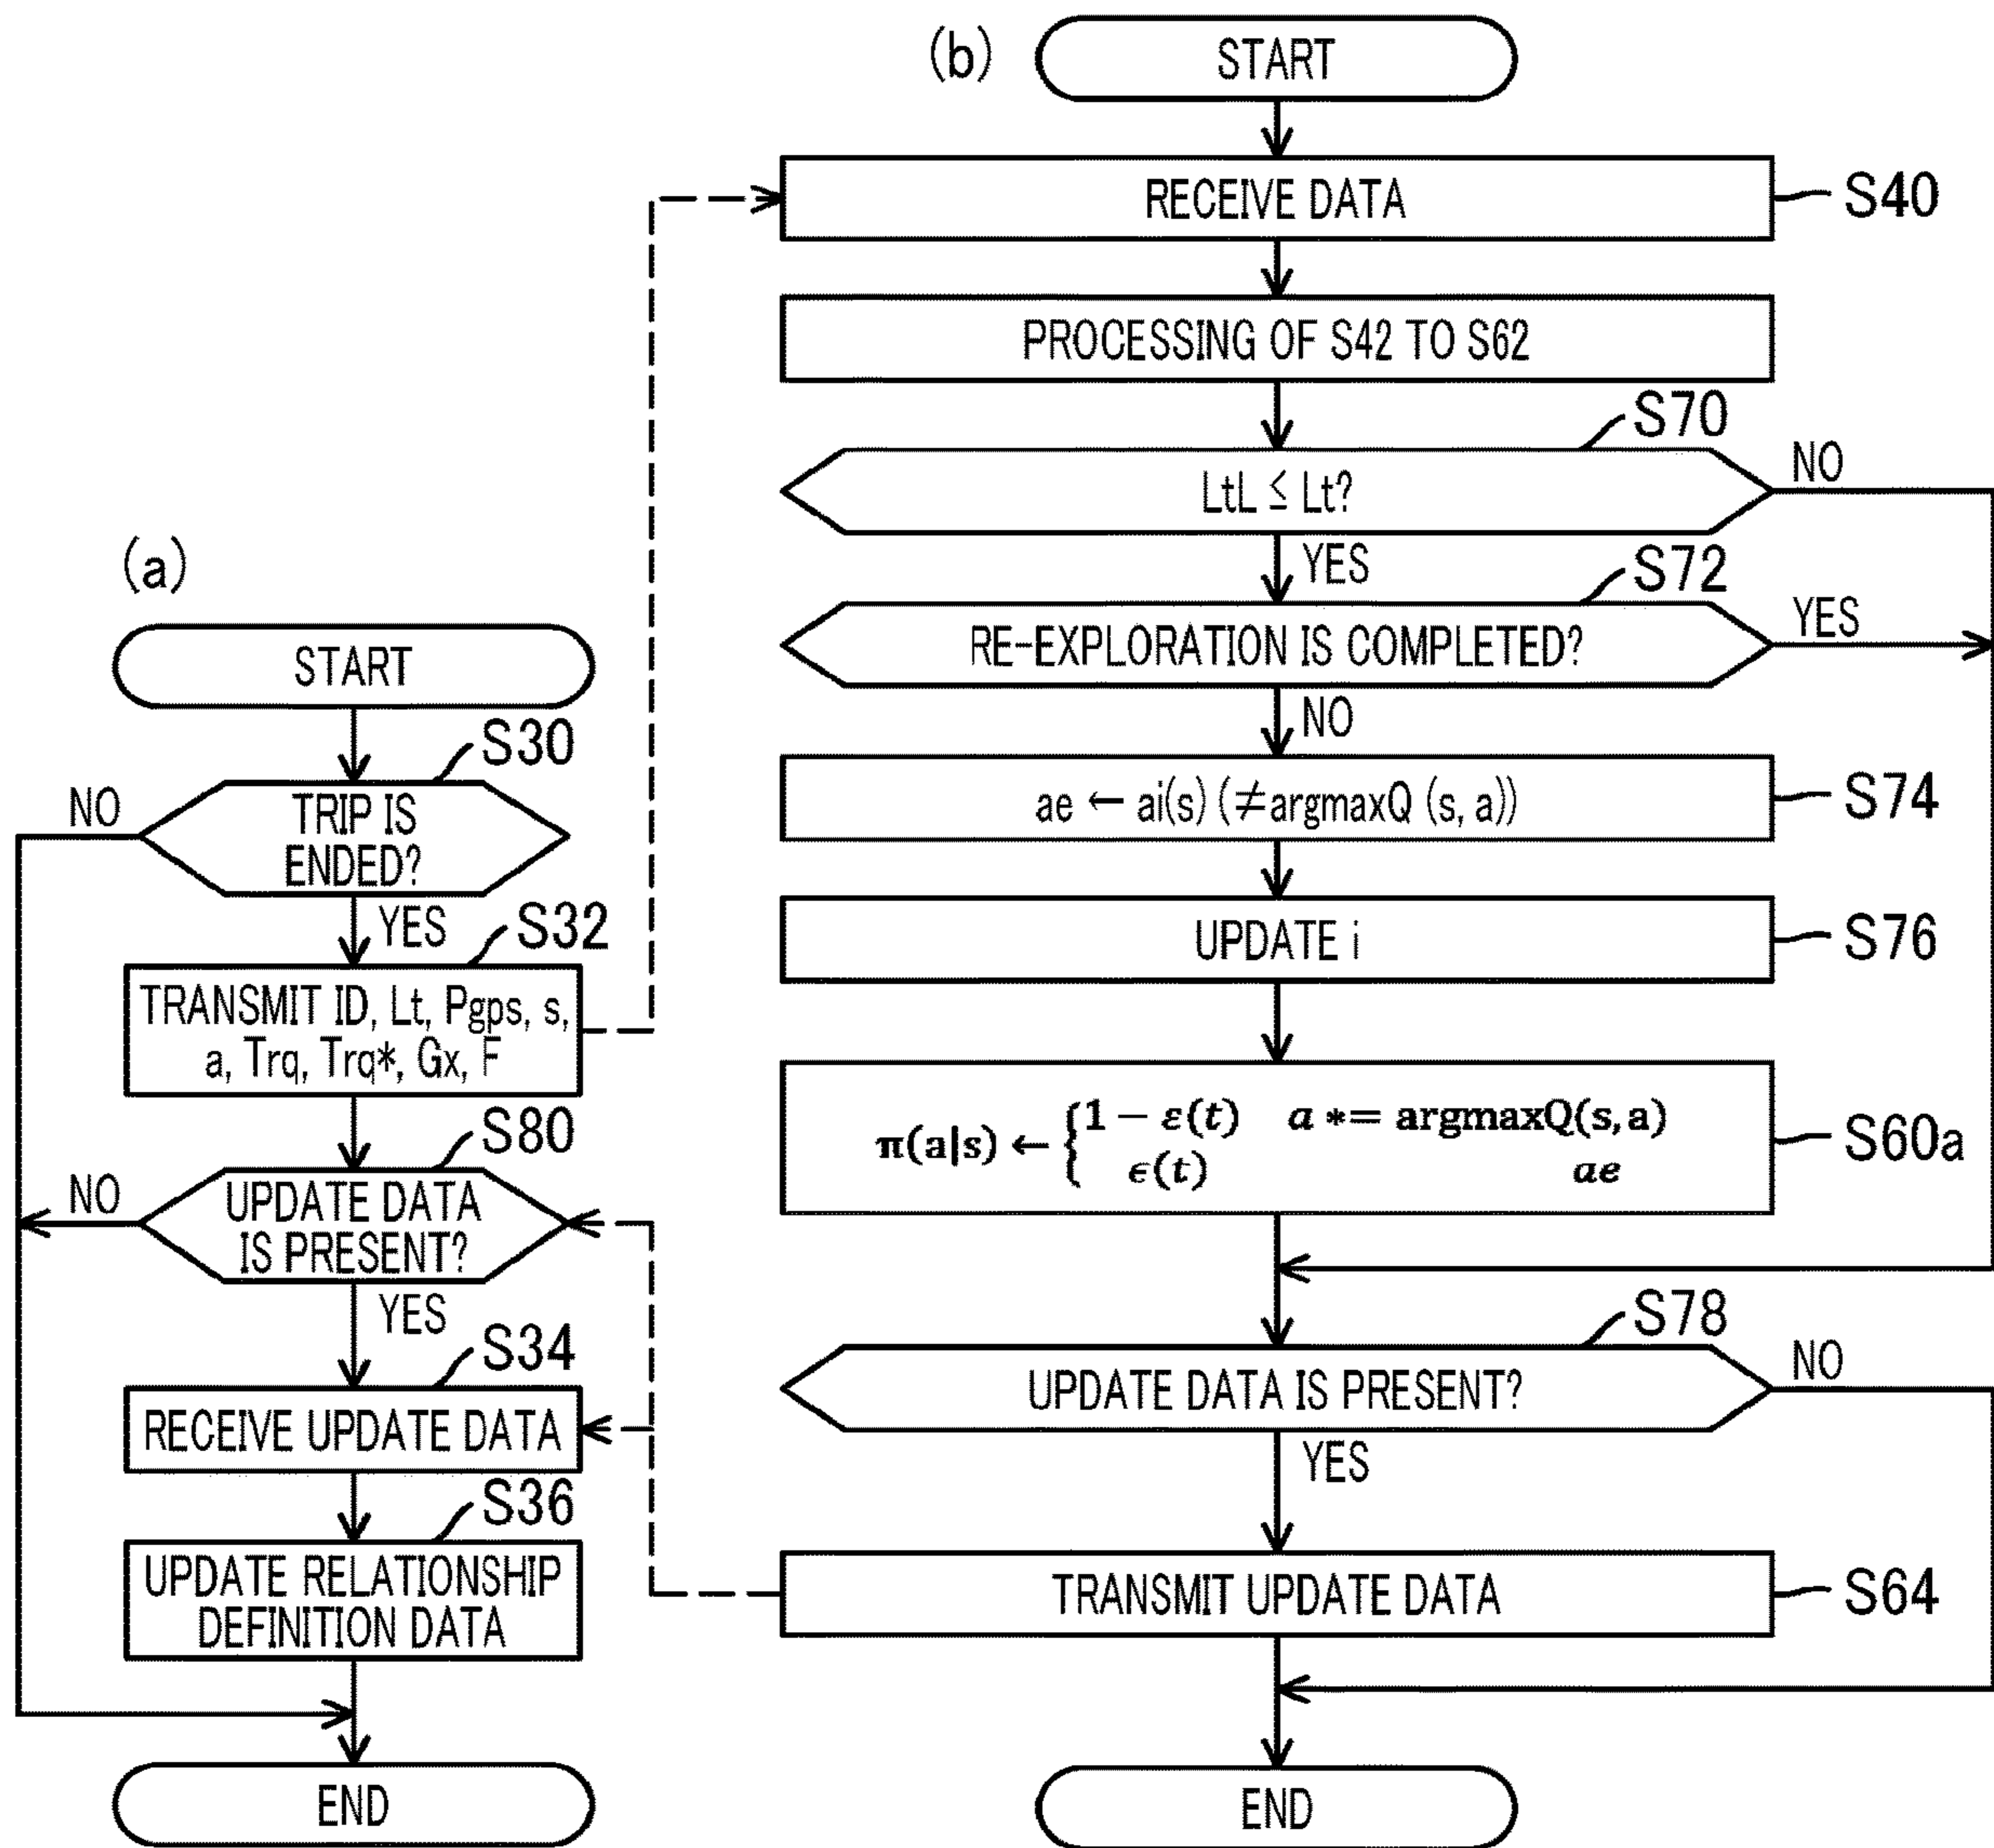 (a)
START
S30
TRIP IS
ENDED?
NO
YES
S32
TRANSMIT ID, Lt, Pgps, s,
a, Trq, Trq*, Gx, F
S80
UPDATE DATA
IS PRESENT?
NO
YES
S34
RECEIVE UPDATE DATA
S36
UPDATE RELATIONSHIP
DEFINITION DATA
END
(b)
START
RECEIVE DATA
S40
PROCESSING OF S42 TO S62
S70
LtL ≦ Lt?
NO
YES
S72
RE-EXPLORATION IS COMPLETED?
YES
NO
ae ← ai(s) (≠argmaxQ (s, a))
S74
UPDATE i
S76
π(a|s) ← { 1 − ε(t) a *= argmaxQ(s, a)
ϵ(t) ae
S60a
S78
UPDATE DATA IS PRESENT?
NO
YES
TRANSMIT UPDATE DATA
S64
END